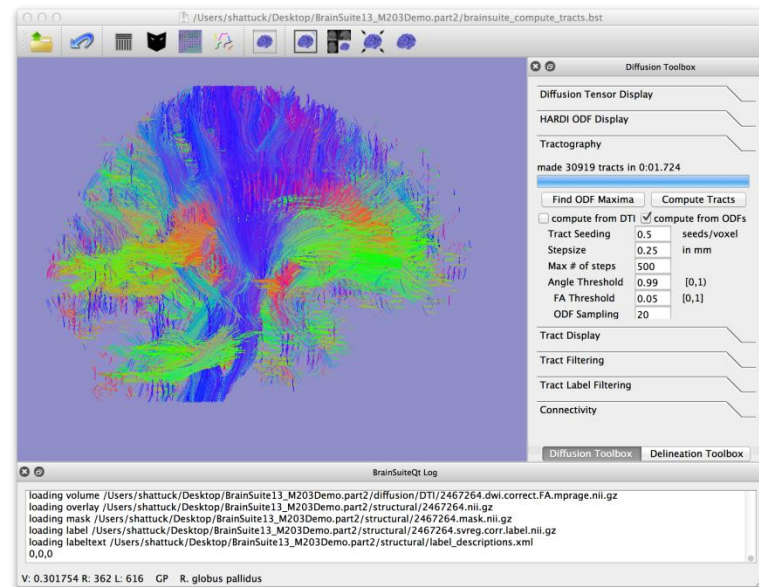 /Users/shattuck/Desktop/BrainSuite13_M203Demo.part2/brainsuite_compute_tracts.bst
Diffusion Toolbox
Diffusion Tensor Display
HARDI ODF Display
Tractography
made 30919 tracts in 0:01.724
Find ODF Maxima Compute Tracts
compute from DTI compute from ODFs
Tract Seeding 0.5 seeds/voxel
Stepsize 0.25 in mm
Max # of steps 500
Angle Threshold 0.99 [0,1)
FA Threshold 0.05 [0,1]
ODF Sampling 20
Tract Display
Tract Filtering
Tract Label Filtering
Connectivity
Diffusion Toolbox Delineation Toolbox
BrainSuiteQt Log
loading volume /Users/shattuck/Desktop/BrainSuite13_M203Demo.part2/diffusion/DTI/2467264.dwi.correct.FA.mprage.nii.gz
loading overlay /Users/shattuck/Desktop/BrainSuite13_M203Demo.part2/structural/2467264.nii.gz
loading mask /Users/shattuck/Desktop/BrainSuite13_M203Demo.part2/structural/2467264.mask.nii.gz
loading label /Users/shattuck/Desktop/BrainSuite13_M203Demo.part2/structural/2467264.svreg.corr.label.nii.gz
loading labeltext /Users/shattuck/Desktop/BrainSuite13_M203Demo.part2/structural/label_descriptions.xml
0,0,0
V: 0.301754 R: 362 L: 616 GP R. globus pallidus